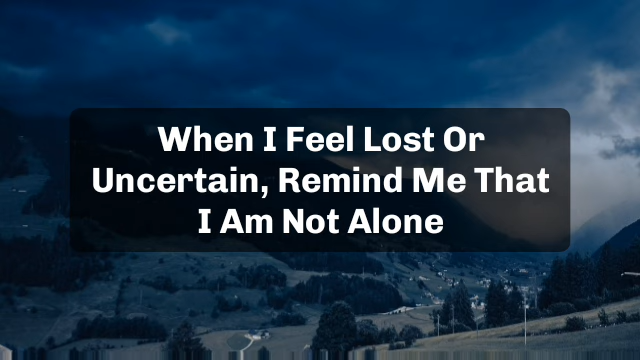 When I Feel Lost Or
Uncertain, Remind Me That
I Am Not Alone